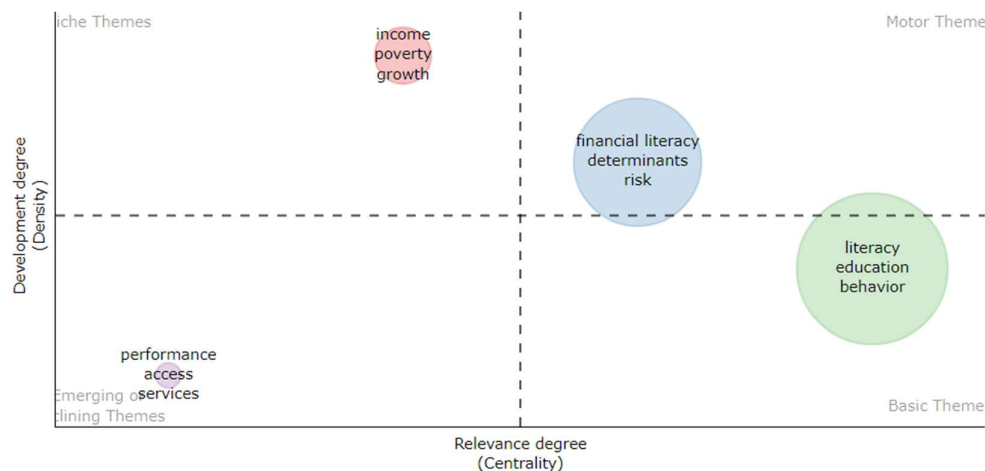 iche Themes
Motor Theme
income
poverty
growth
financial literacy
determinants
risk
literacy
education
behavior
performance
access
services
Emerging or
clining Themes
Basic Theme
Development degree
(Density)
Relevance degree
(Centrality)